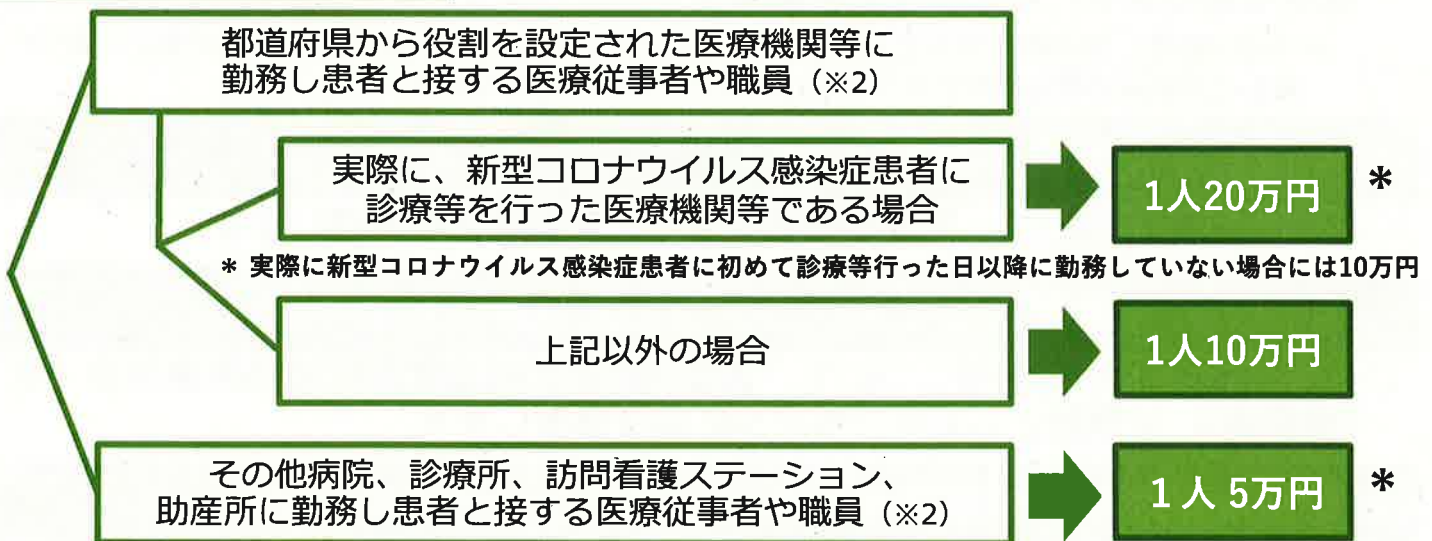 都道府県から役割を設定された医療機関等に
勤務し患者と接する医療従事者や職員（※2）
実際に、新型コロナウイルス感染症患者に
診療等を行った医療機関等である場合
1人20万円 *
* 実際に新型コロナウイルス感染症患者に初めて診療等行った日以降に勤務していない場合には10万円
上記以外の場合
1人10万円
その他病院、診療所、訪問看護ステーション、
助産所に勤務し患者と接する医療従事者や職員（※2）
1人 5万円 *